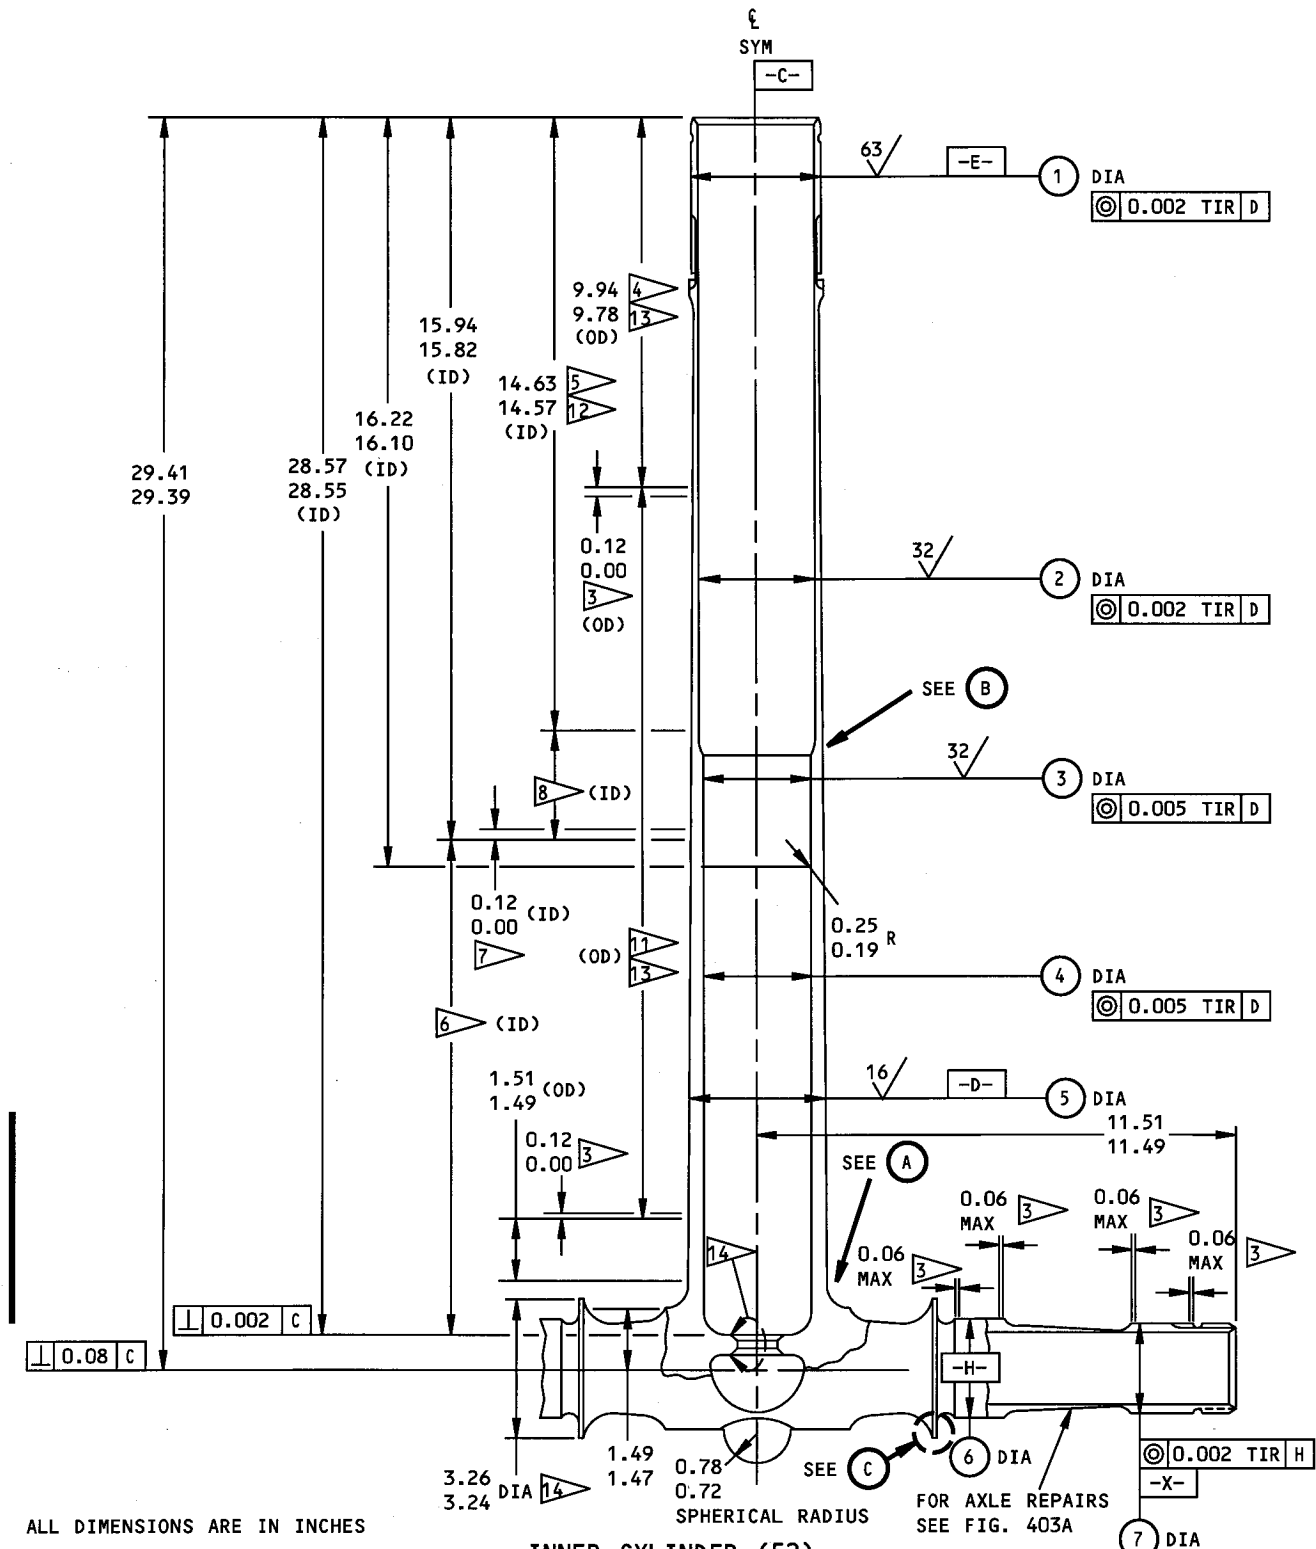 ℄
SYM
-C-
63
-E-
1 DIA
◎ 0.002 TIR D
9.94 4
9.78 13
(OD)
15.94
15.82
(ID)
14.63 5
14.57 12
(ID)
16.22
16.10
(ID)
28.57
28.55
(ID)
29.41
29.39
0.12
0.00
3
(OD)
32
2 DIA
◎ 0.002 TIR D
SEE B
32
3 DIA
◎ 0.005 TIR D
8 (ID)
0.12
0.00
(ID)
7
0.25
0.19
R
(OD) 11
13
4 DIA
◎ 0.005 TIR D
6 (ID)
1.51
1.49
(OD)
16
-D-
5 DIA
11.51
11.49
0.12
0.00
3
SEE A
0.06
MAX
3
0.06
MAX
3
0.06
MAX
3
0.06
MAX
3
14
⊥ 0.002 C
⊥ 0.08 C
-H-
3.26
3.24
DIA 14
1.49
1.47
0.78
0.72
SPHERICAL RADIUS
SEE C
6 DIA
FOR AXLE REPAIRS
SEE FIG. 403A
◎ 0.002 TIR H
-X-
7 DIA
ALL DIMENSIONS ARE IN INCHES
INNER CYLINDER (53)